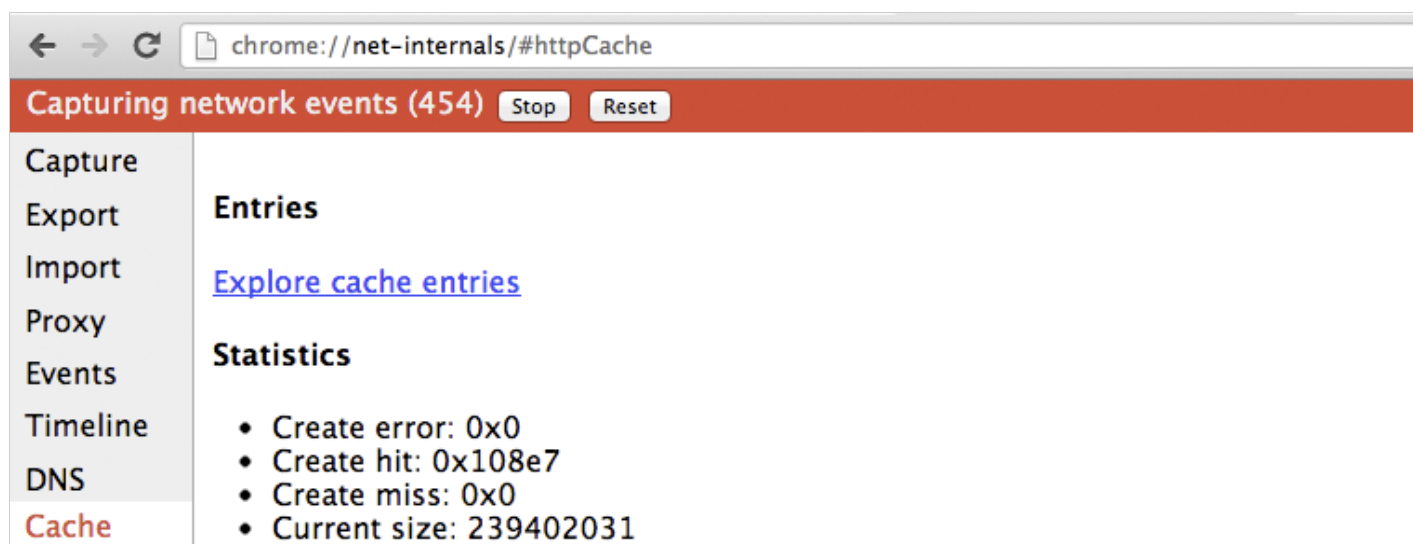 chrome://net-internals/#httpCache
Capturing network events (454) Stop Reset
Capture
Export
Import
Proxy
Events
Timeline
DNS
Cache
Entries
Explore cache entries
Statistics
• Create error: 0x0
• Create hit: 0x108e7
• Create miss: 0x0
• Current size: 239402031